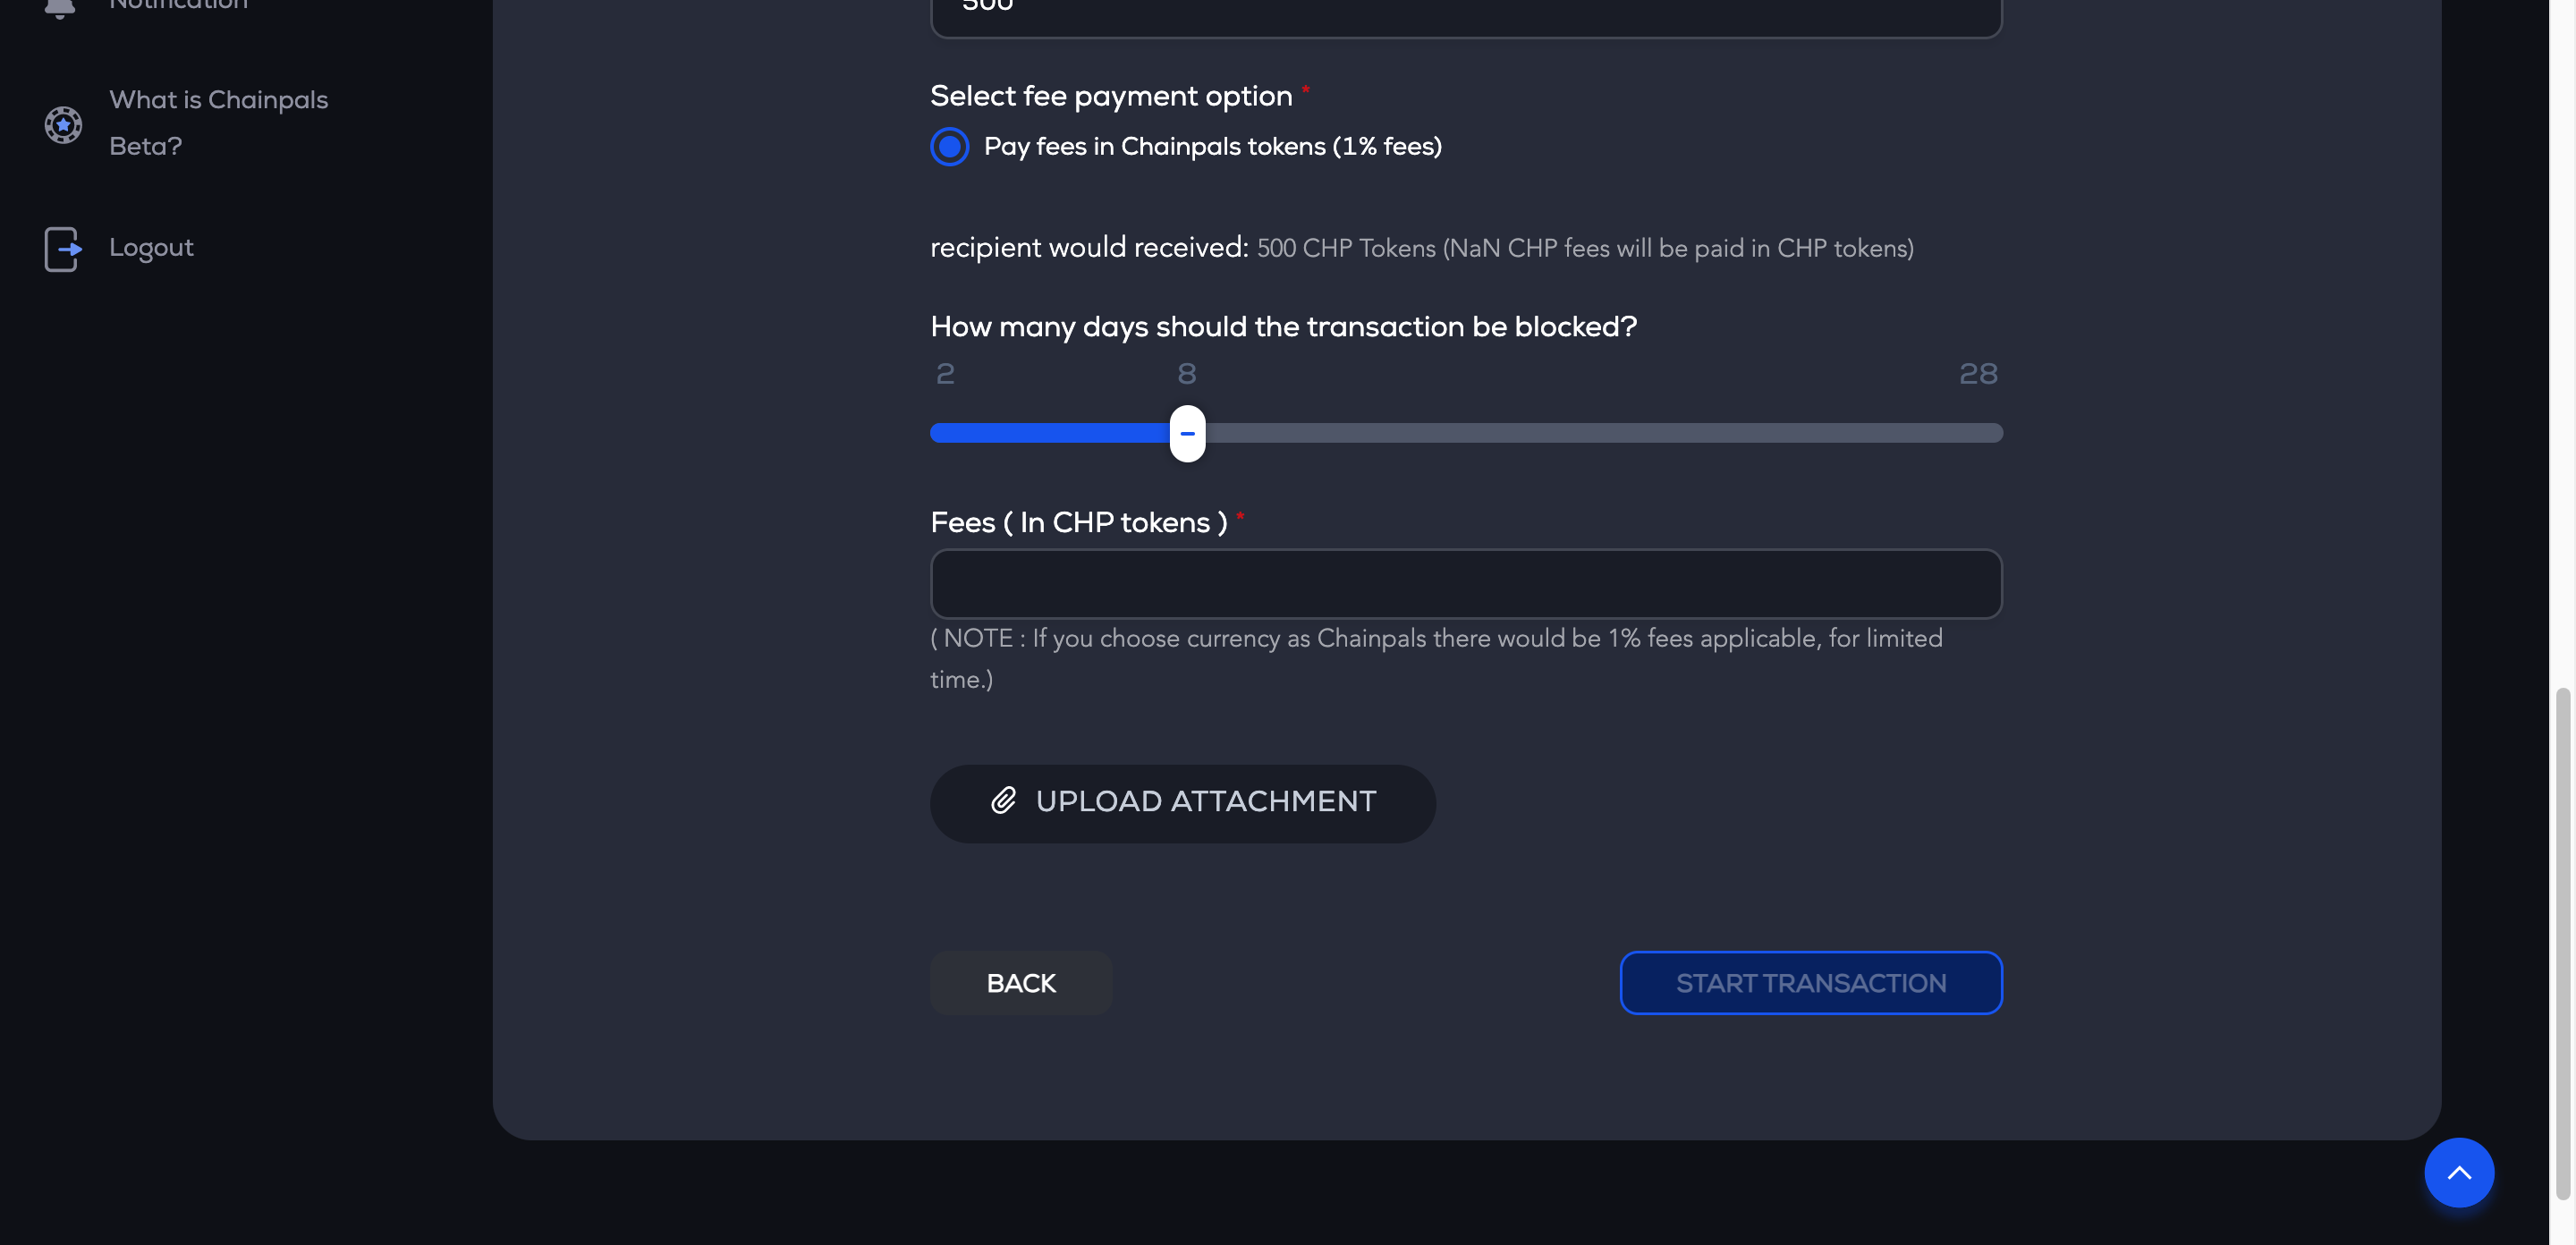 Notification
500
What is Chainpals
Beta?
Logout
Select fee payment option *
Pay fees in Chainpals tokens (1% fees)
recipient would received: 500 CHP Tokens (NaN CHP fees will be paid in CHP tokens)
How many days should the transaction be blocked?
2 8 28
Fees ( In CHP tokens ) *
( NOTE : If you choose currency as Chainpals there would be 1% fees applicable, for limited
time.)
UPLOAD ATTACHMENT
BACK
START TRANSACTION